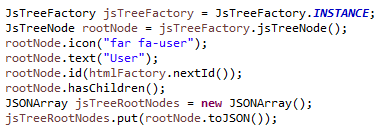 JsTreeFactory jsTreeFactory = JsTreeFactory.INSTANCE;
JsTreeNode rootNode = jsTreeFactory.jsTreeNode();
rootNode.icon("far fa-user");
rootNode.text("User");
rootNode.id(htmlFactory.nextId());
rootNode.hasChildren();
JSONArray jsTreeRootNodes = new JSONArray();
jsTreeRootNodes.put(rootNode.toJSON());